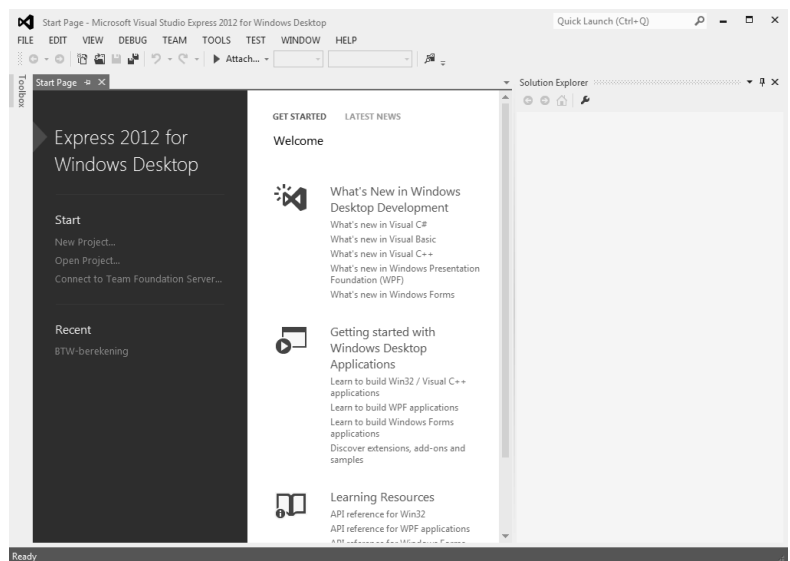 Start Page - Microsoft Visual Studio Express 2012 for Windows Desktop
Quick Launch (Ctrl+Q)
FILE EDIT VIEW DEBUG TEAM TOOLS TEST WINDOW HELP
Attach...
Toolbox
Start Page
Solution Explorer
Express 2012 for
Windows Desktop
Start
New Project...
Open Project...
Connect to Team Foundation Server...
Recent
BTW-berekening
GET STARTED LATEST NEWS
Welcome
What's New in Windows
Desktop Development
What's new in Visual C#
What's new in Visual Basic
What's new in Visual C++
What's new in Windows Presentation
Foundation (WPF)
What's new in Windows Forms
Getting started with
Windows Desktop
Applications
Learn to build Win32 / Visual C++
applications
Learn to build WPF applications
Learn to build Windows Forms
applications
Discover extensions, add-ons and
samples
Learning Resources
API reference for Win32
API reference for WPF applications
API reference for Windows Forms
Ready